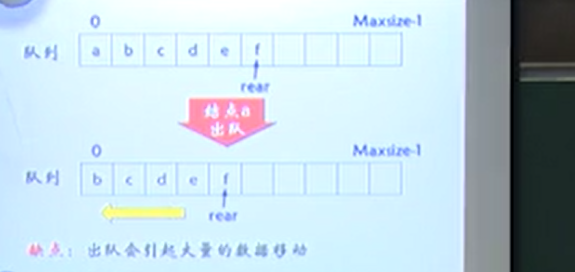 0 Maxsize-1
队列 a b c d e f
rear
结点a
出队
0 Maxsize-1
队列 b c d e f
rear
缺点：出队会引起大量的数据移动